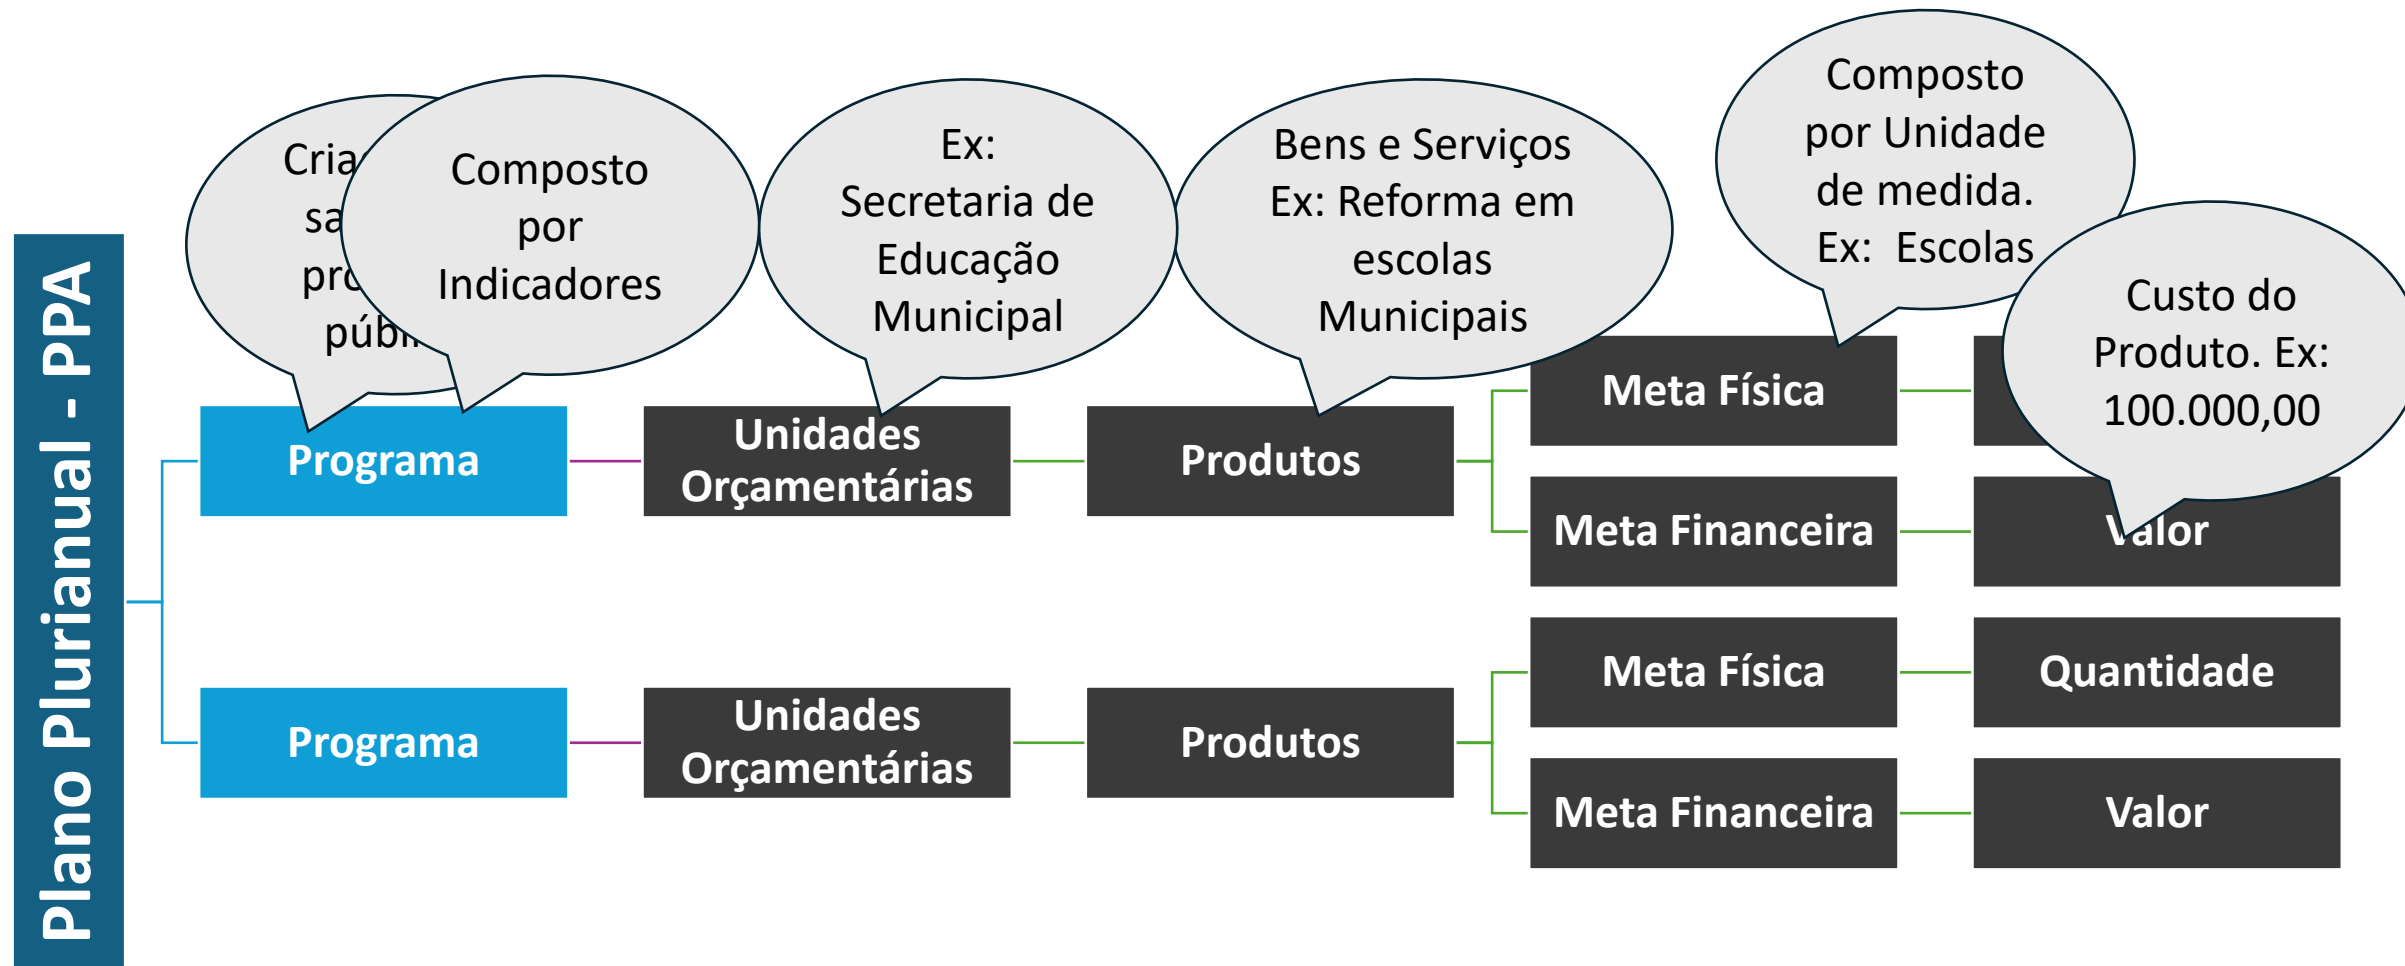 Plano Plurianual - PPA
Composto
por
Indicadores
Ex:
Secretaria de
Educação
Municipal
Bens e Serviços
Ex: Reforma em
escolas
Municipais
Composto
por Unidade
de medida.
Ex: Escolas
Custo do
Produto. Ex:
100.000,00
Programa
Unidades
Orçamentárias
Produtos
Meta Física
Meta Financeira
Valor
Programa
Unidades
Orçamentárias
Produtos
Meta Física
Quantidade
Meta Financeira
Valor